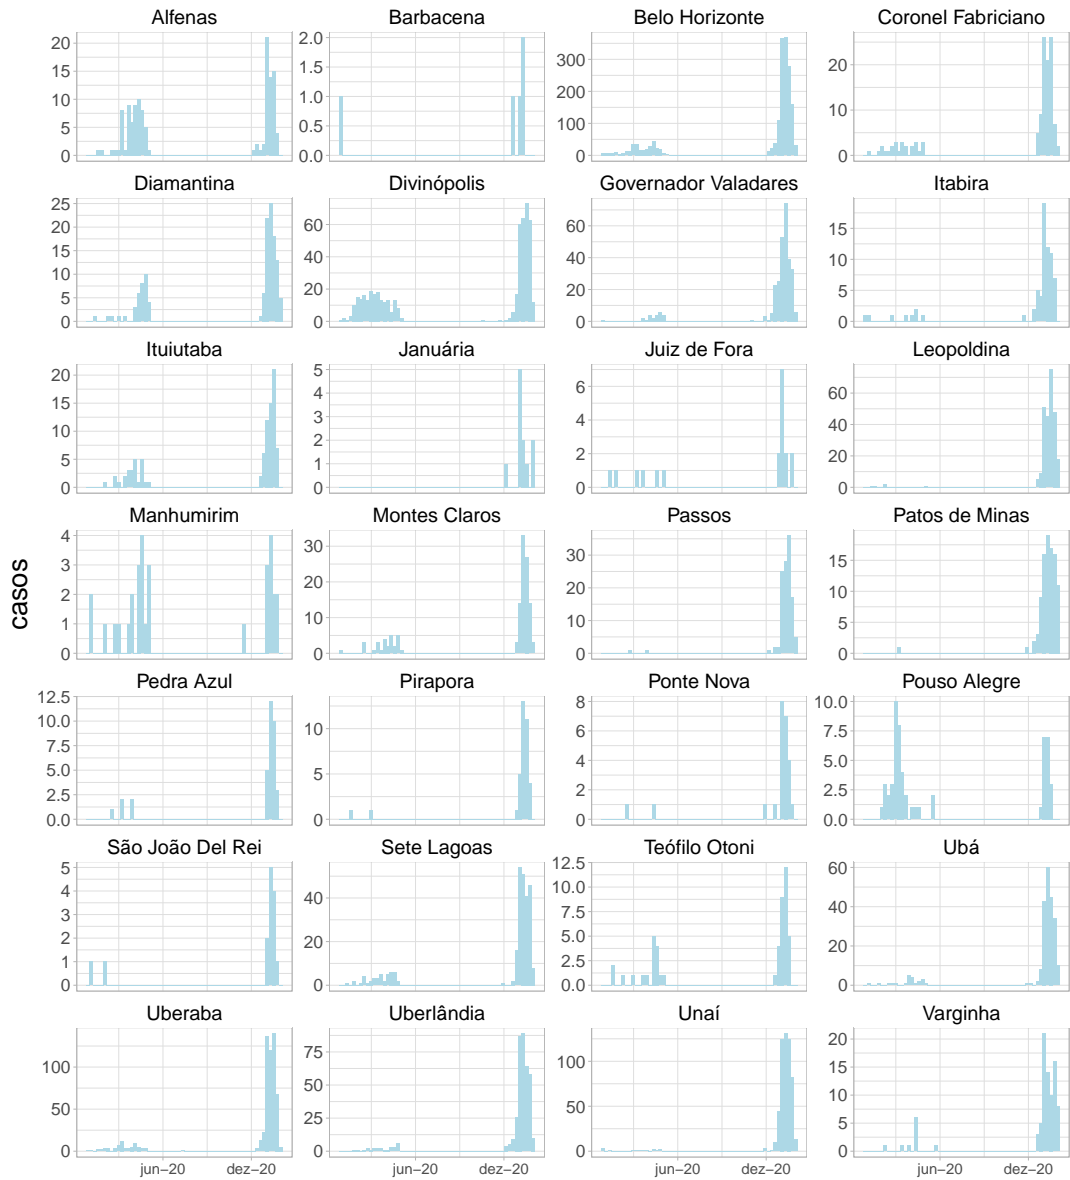 Alfenas Barbacena Belo Horizonte Coronel Fabriciano
20 15 10 5 0
2.0 1.5 1.0 0.5 0.0
300 200 100 0
20 10 0
Diamantina Divinópolis Governador Valadares Itabira
25 20 15 10 5 0
60 40 20 0
60 40 20 0
15 10 5 0
Ituiutaba Januária Juiz de Fora Leopoldina
20 15 10 5 0
5 4 3 2 1 0
6 4 2 0
60 40 20 0
Manhumirim Montes Claros Passos Patos de Minas
4 3 2 1 0
30 20 10 0
30 20 10 0
15 10 5 0
casos
Pedra Azul Pirapora Ponte Nova Pouso Alegre
12.5 10.0 7.5 5.0 2.5 0.0
10 5 0
8 6 4 2 0
10.0 7.5 5.0 2.5 0.0
São João Del Rei Sete Lagoas Teófilo Otoni Ubá
5 4 3 2 1 0
40 20 0
12.5 10.0 7.5 5.0 2.5 0.0
60 40 20 0
Uberaba Uberlândia Unaí Varginha
100 50 0
75 50 25 0
100 50 0
20 15 10 5 0
jun–20 dez–20 jun–20 dez–20 jun–20 dez–20 jun–20 dez–20